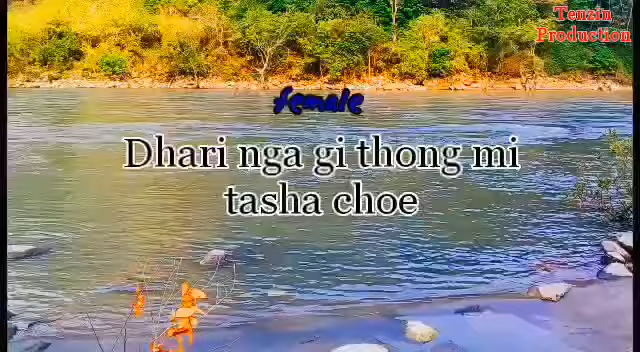 Tenzin
Production
female
Dhari nga gi thong mi
tasha choe